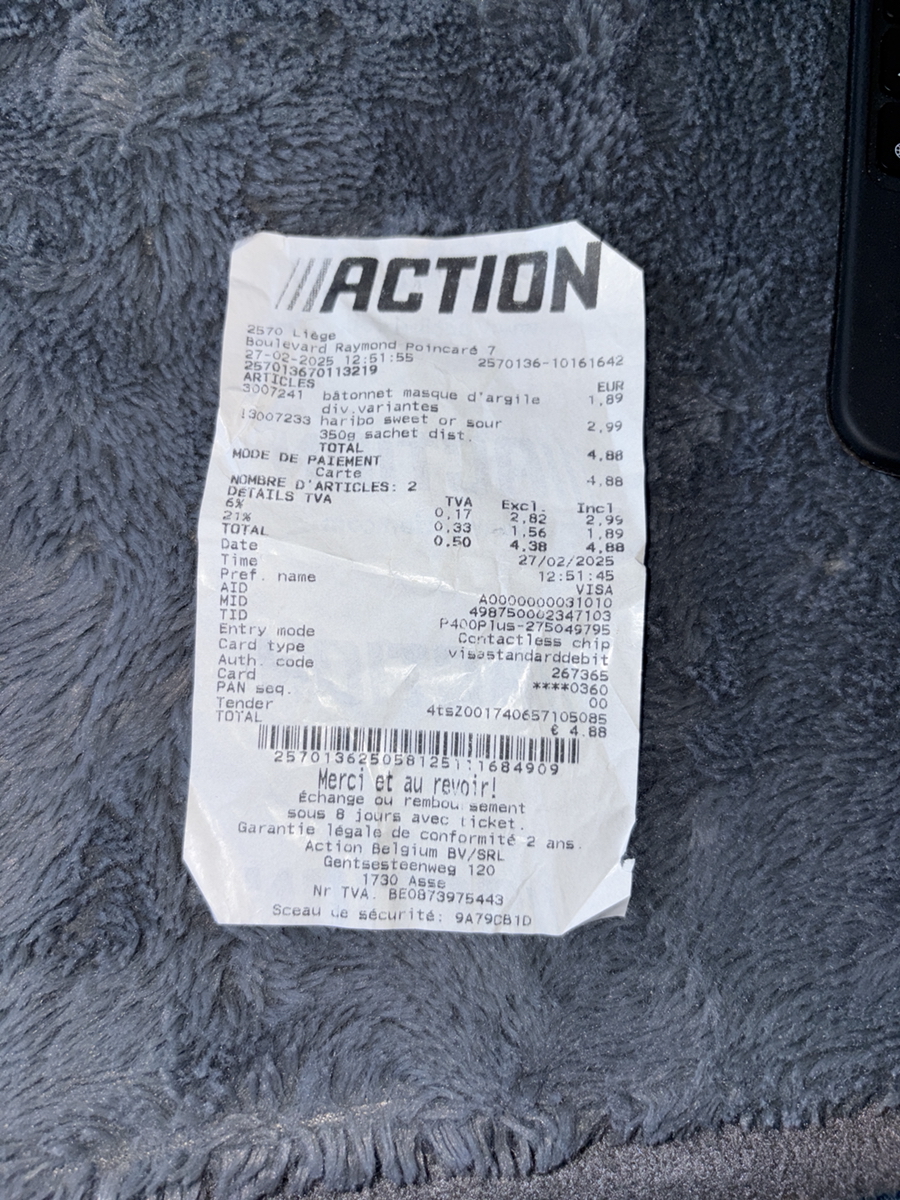 ACTION
2570 Liège
Boulevard Raymond Poincaré 7
27-02-2025 12:51:55 2570136-10161642
257013670113219
ARTICLES EUR
3007241 bâtonnet masque d'argile 1,89
div.variantes
13007233 haribo sweet or sour 2,99
350g sachet dist.
TOTAL 4,88
MODE DE PAIEMENT
Carte 4,88
NOMBRE D'ARTICLES: 2
DÉTAILS TVA TVA Excl. Incl.
6% 0,17 2,82 2,99
21% 0,33 1,56 1,89
TOTAL 0,50 4,38 4,88
Date 27/02/2025
Time 12:51:45
Pref. name VISA
AID A0000000031010
MID 498750002347103
TID P400Plus-275049795
Entry mode Contactless chip
Card type visastandarddebit
Auth. code 267365
Card ****0360
PAN seq. 00
Tender 4tsZ001740657105085
TOTAL € 4.88
Merci et au revoir!
Échange ou remboursement
sous 8 jours avec ticket.
Garantie légale de conformité 2 ans.
Action Belgium BV/SRL
Gentsesteenweg 120
1730 Asse
Nr TVA. BE0873975443
Sceau de sécurité: 9A79CB1D